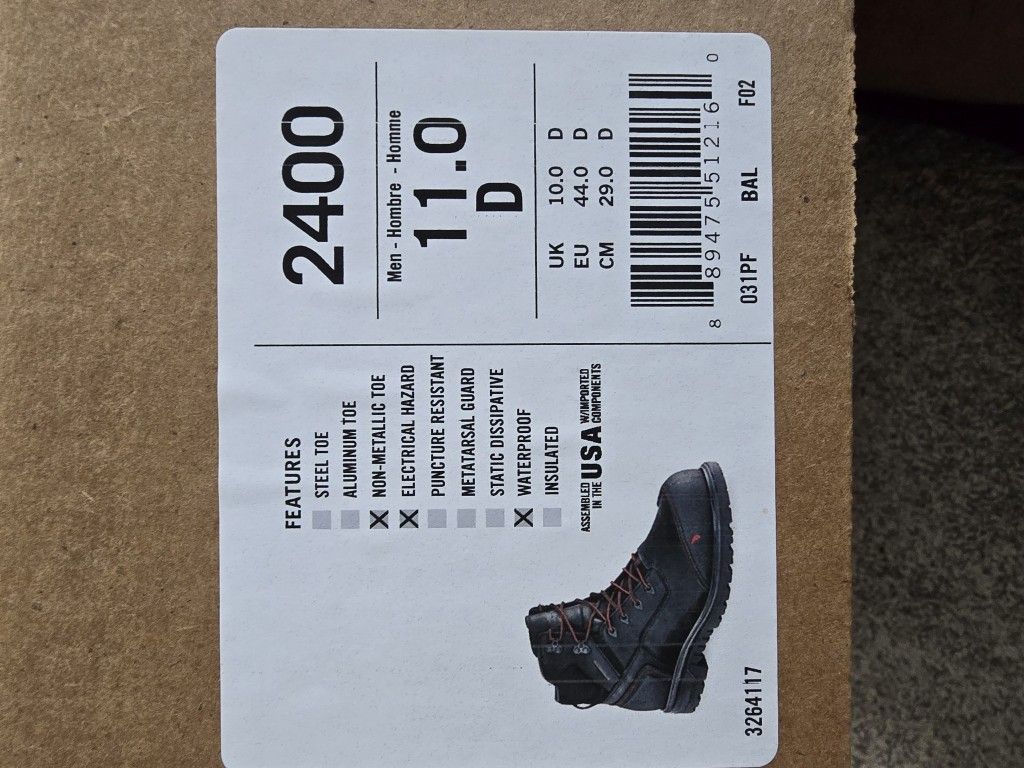 FEATURES
STEEL TOE
ALUMINUM TOE
X NON-METALLIC TOE
X ELECTRICAL HAZARD
PUNCTURE RESISTANT
METATARSAL GUARD
STATIC DISSIPATIVE
X WATERPROOF
INSULATED
ASSEMBLED IN THE USA W/IMPORTED COMPONENTS
3264117
2400
Men - Hombre - Homme
11.0
D
UK 10.0 D
EU 44.0 D
CM 29.0 D
8 89475 51216 0
031PF BAL F02